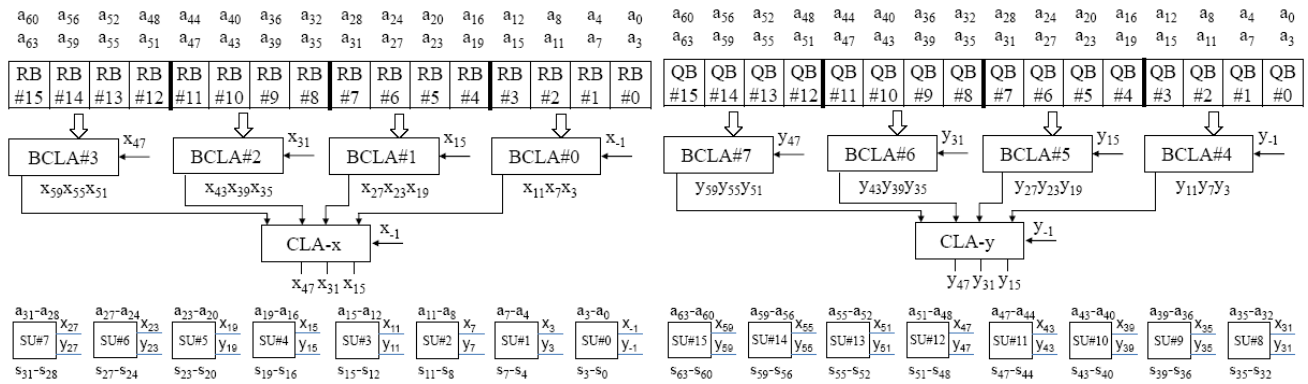 a60 a56 a52 a48 a44 a40 a36 a32 a28 a24 a20 a16 a12 a8 a4 a0
a63 a59 a55 a51 a47 a43 a39 a35 a31 a27 a23 a19 a15 a11 a7 a3
RB RB RB RB RB RB RB RB RB RB RB RB RB RB RB RB
#15 #14 #13 #12 #11 #10 #9 #8 #7 #6 #5 #4 #3 #2 #1 #0
BCLA#3 x47 BCLA#2 x31 BCLA#1 x15 BCLA#0 x-1
x59x55x51 x43x39x35 x27x23x19 x11x7x3
CLA-x x-1
x47 x31 x15
a60 a56 a52 a48 a44 a40 a36 a32 a28 a24 a20 a16 a12 a8 a4 a0
a63 a59 a55 a51 a47 a43 a39 a35 a31 a27 a23 a19 a15 a11 a7 a3
QB QB QB QB QB QB QB QB QB QB QB QB QB QB QB QB
#15 #14 #13 #12 #11 #10 #9 #8 #7 #6 #5 #4 #3 #2 #1 #0
BCLA#7 y47 BCLA#6 y31 BCLA#5 y15 BCLA#4 y-1
y59y55y51 y43y39y35 y27y23y19 y11y7y3
CLA-y y-1
y47 y31 y15
a31-a28 a27-a24 a23-a20 a19-a16 a15-a12 a11-a8 a7-a4 a3-a0 a63-a60 a59-a56 a55-a52 a51-a48 a47-a44 a43-a40 a39-a36 a35-a32
x27 x23 x19 x15 x11 x7 x3 x-1 x59 x55 x51 x47 x43 x39 x35 x31
SU#7 SU#6 SU#5 SU#4 SU#3 SU#2 SU#1 SU#0 SU#15 SU#14 SU#13 SU#12 SU#11 SU#10 SU#9 SU#8
y27 y23 y19 y15 y11 y7 y3 y-1 y59 y55 y51 y47 y43 y39 y35 y31
s31-s28 s27-s24 s23-s20 s19-s16 s15-s12 s11-s8 s7-s4 s3-s0 s63-s60 s59-s56 s55-s52 s51-s48 s47-s44 s43-s40 s39-s36 s35-s32